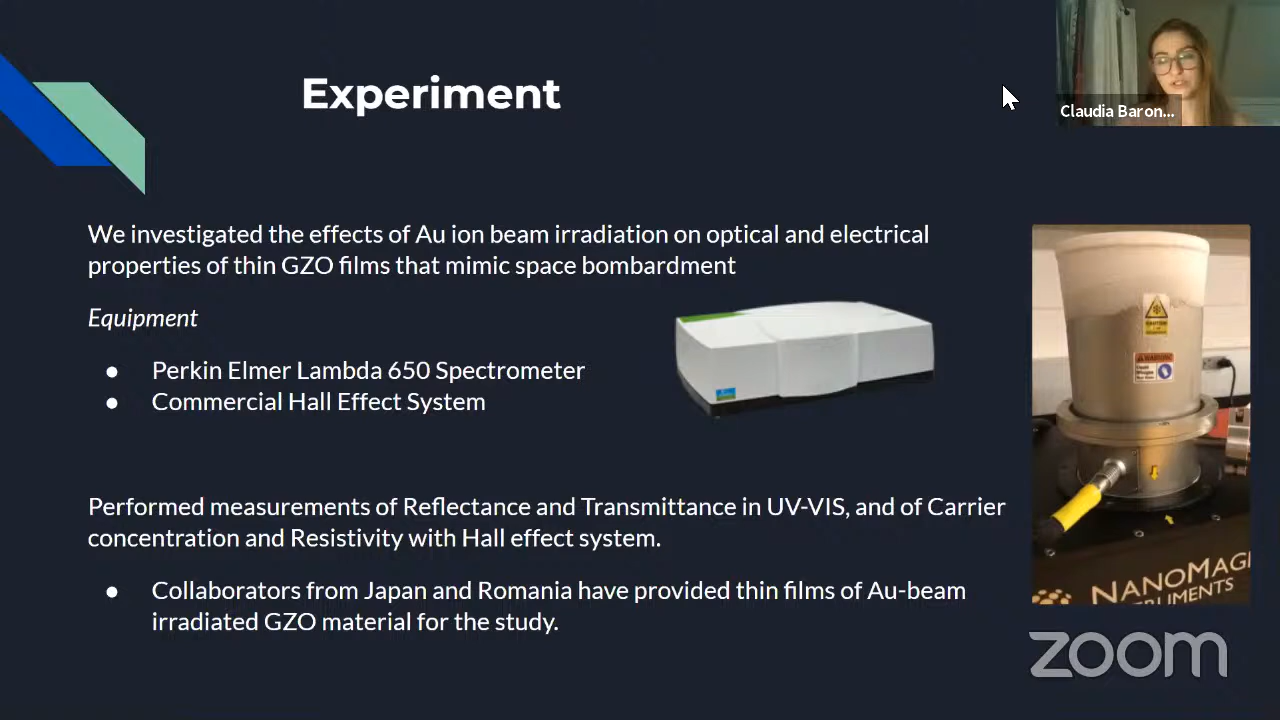 Experiment
Claudia Baron...
We investigated the effects of Au ion beam irradiation on optical and electrical
properties of thin GZO films that mimic space bombardment
Equipment
● Perkin Elmer Lambda 650 Spectrometer
● Commercial Hall Effect System
CAUTION
WARNING
Performed measurements of Reflectance and Transmittance in UV-VIS, and of Carrier
concentration and Resistivity with Hall effect system.
● Collaborators from Japan and Romania have provided thin films of Au-beam
irradiated GZO material for the study.
NANOMAG
STRUMENTS
zoom